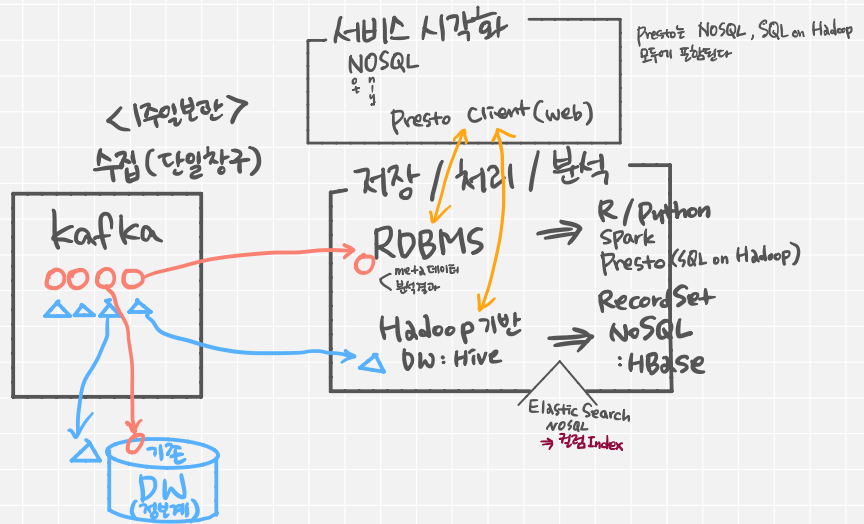 서비스 시각화
NOSQL
ot
nly
Presto Client (web)
Presto는 NOSQL, SQL on Hadoop
모두에 포함된다
<1주일보관>
수집(단일창구)
kafka
저장 / 처리 / 분석
RDBMS
meta데이터
분석결과
R/Python
Spark
Presto(SQL on Hadoop)
Hadoop기반
DW : Hive
RecordSet
NoSQL
:HBase
Elastic Search
NOSQL
⇒ 컬럼Index
기존
DW
(정보계)